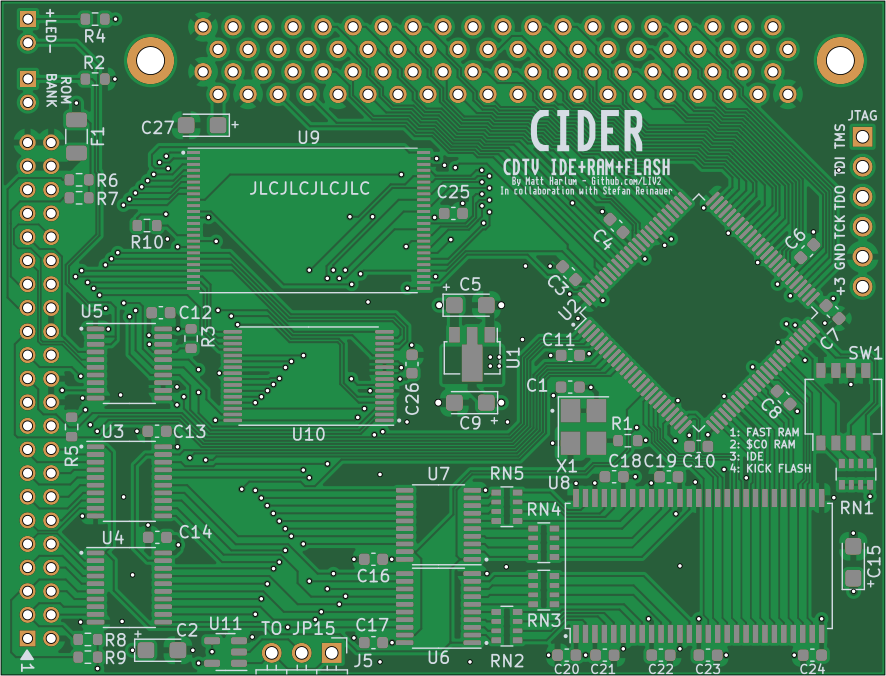 +LED-
R4
R2
ROM
BANK
F1
C27
+
U9
CIDER
CDTV IDE+RAM+FLASH
By Matt Harlum - Github.com/LIV2
In collaboration with Stefan Reinauer
JTAG
TMS
TDI
TDO
TCK
GND
+3
JLCJLCJLCJLC
R6
R7
R10
C25
C4
C6
C3
U2
C7
+
C5
U5
C12
R3
U1
C11
C26
C1
C9
+
SW1
C8
U3
C13
R5
U10
R1
X1
C10
1: FAST RAM
2: $C0 RAM
3: IDE
4: KICK FLASH
U7
RN5
U8
C18
C19
RN4
RN1
U4
C14
C16
C15
+
RN3
R8
R9
+
C2
U11
TO
JP15
C17
J5
U6
RN2
C20
C21
C22
C23
C24
1